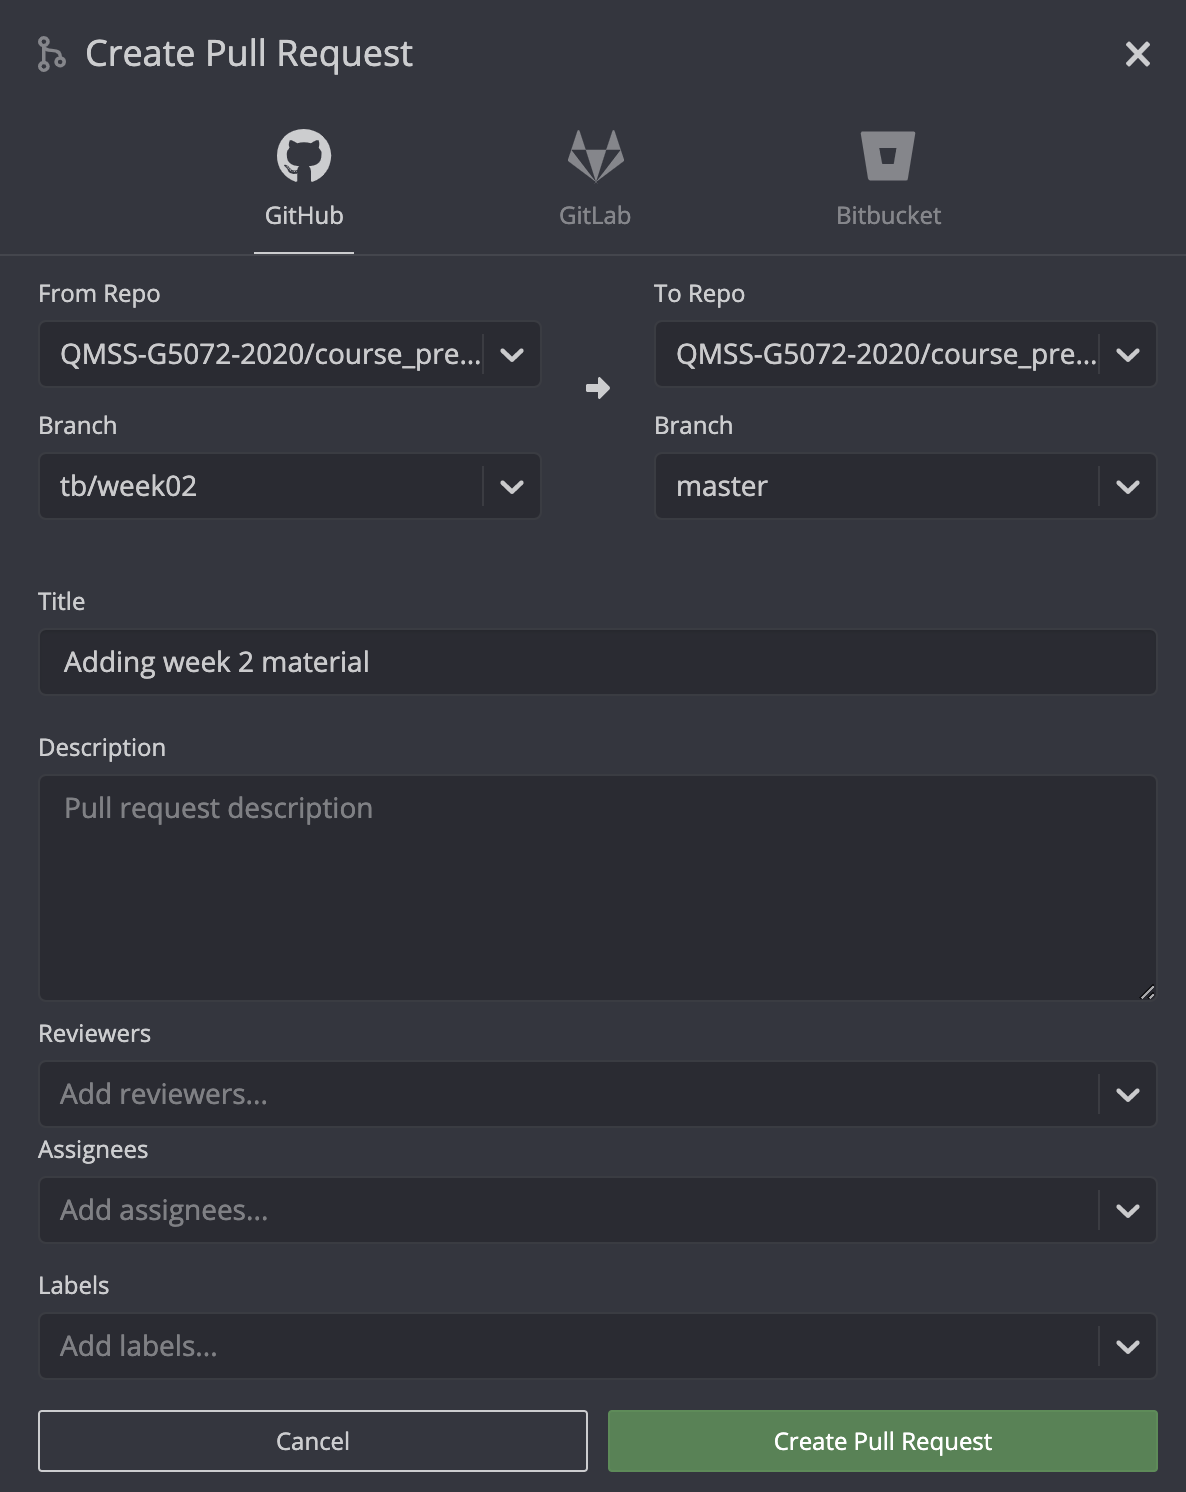 Create Pull Request
GitHub
GitLab
Bitbucket
From Repo
To Repo
QMSS-G5072-2020/course_pre...
QMSS-G5072-2020/course_pre...
Branch
Branch
tb/week02
master
Title
Adding week 2 material
Description
Pull request description
Reviewers
Add reviewers...
Assignees
Add assignees...
Labels
Add labels...
Cancel
Create Pull Request